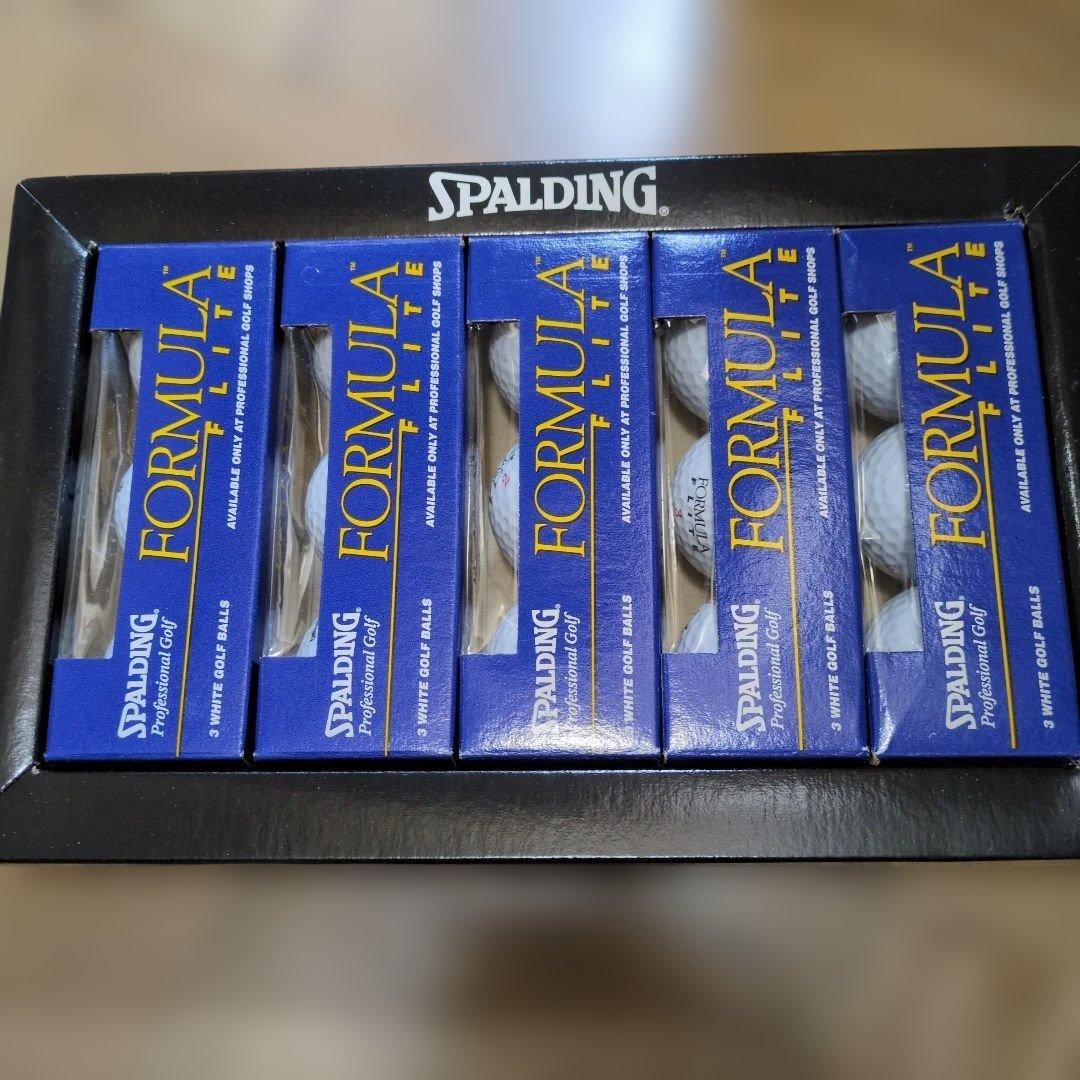 SPALDING®
FORMULA™
FLITE
AVAILABLE ONLY AT PROFESSIONAL GOLF SHOPS
SPALDING®
Professional Golf
3 WHITE GOLF BALLS
FORMULA™
FLITE
AVAILABLE ONLY AT PROFESSIONAL GOLF SHOPS
SPALDING®
Professional Golf
3 WHITE GOLF BALLS
FORMULA™
FLITE
AVAILABLE ONLY AT PROFESSIONAL GOLF SHOPS
SPALDING®
Professional Golf
WHITE GOLF BALLS
FORMULA™
FLITE
AVAILABLE ONLY AT PROFESSIONAL GOLF SHOPS
SPALDING®
Professional Golf
3 WHITE GOLF BALLS
FORMULA
FORMULA™
FLITE
AVAILABLE ONLY AT PROFESSIONAL GOLF SHOPS
SPALDING®
Professional Golf
3 WHITE GOLF BALLS